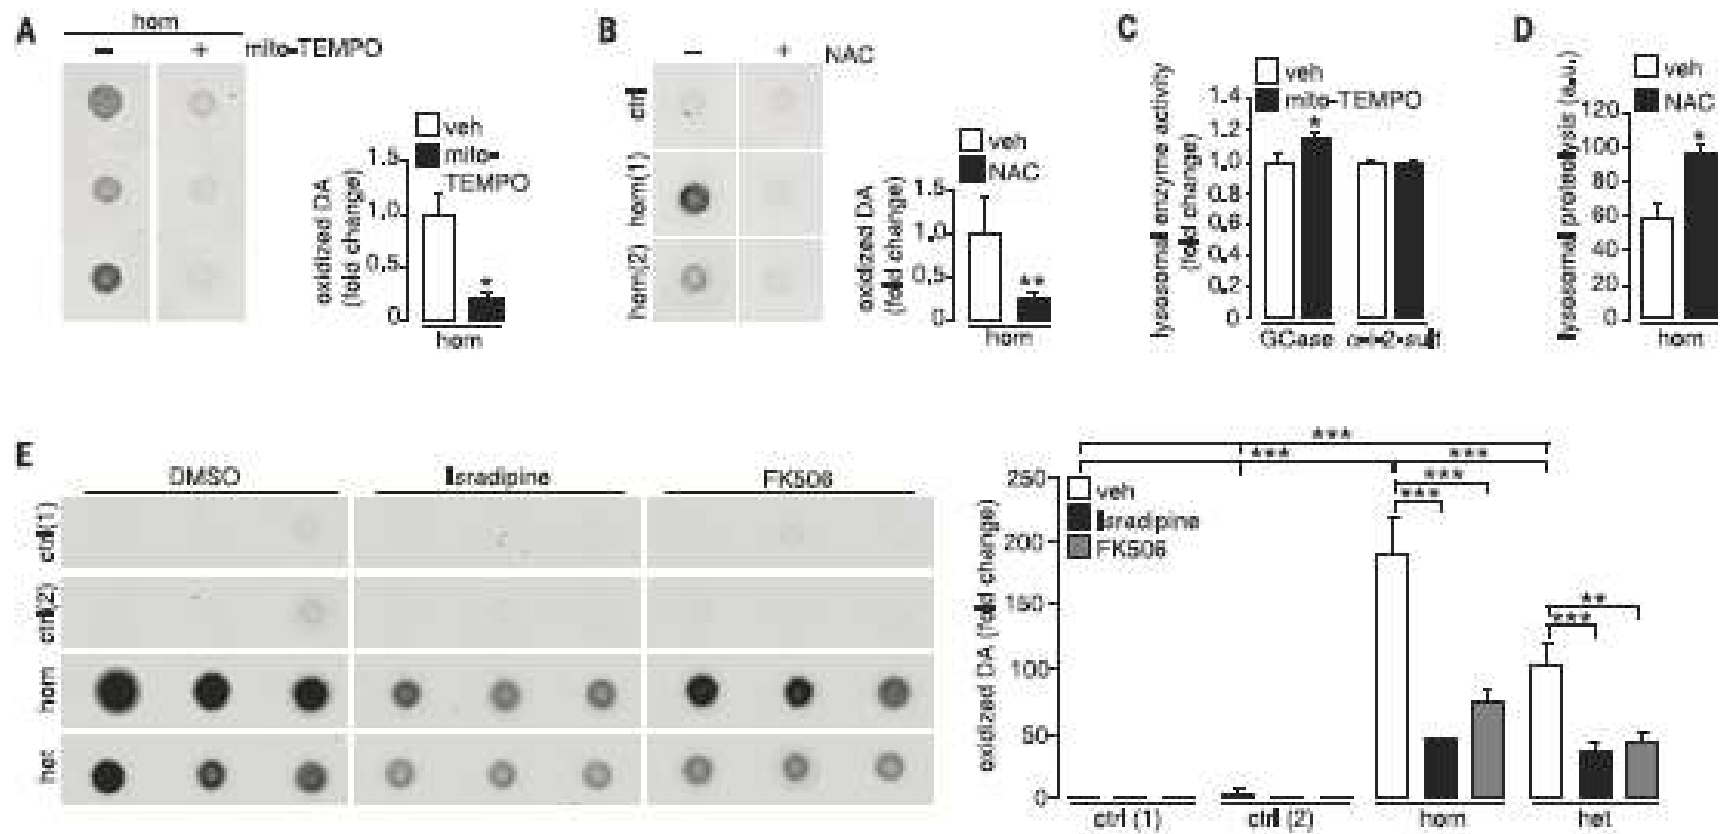 A
hom
− + mito-TEMPO
oxidized DA
(fold change)
veh
mito-
TEMPO
1.5
1.0
0.5
0
*
hom
B
− + NAC
ctrl
hom(1)
hom(2)
oxidized DA
(fold change)
veh
NAC
1.5
1.0
0.5
0
**
hom
C
lysosomal enzyme activity
(fold change)
veh
mito-TEMPO
1.4
1.2
1.0
0.8
0.6
0.4
0.2
0
*
GCase α-i-2-sulf
D
lysosomal proteolysis (a.u.)
veh
NAC
120
100
80
60
40
20
0
*
hom
E
DMSO Isradipine FK506
ctrl(1)
ctrl(2)
hom
het
oxidized DA (fold change)
***
*** ***
***
***
250
200
150
100
50
0
veh
Isradipine
FK506
**
***
ctrl (1) ctrl (2) hom het